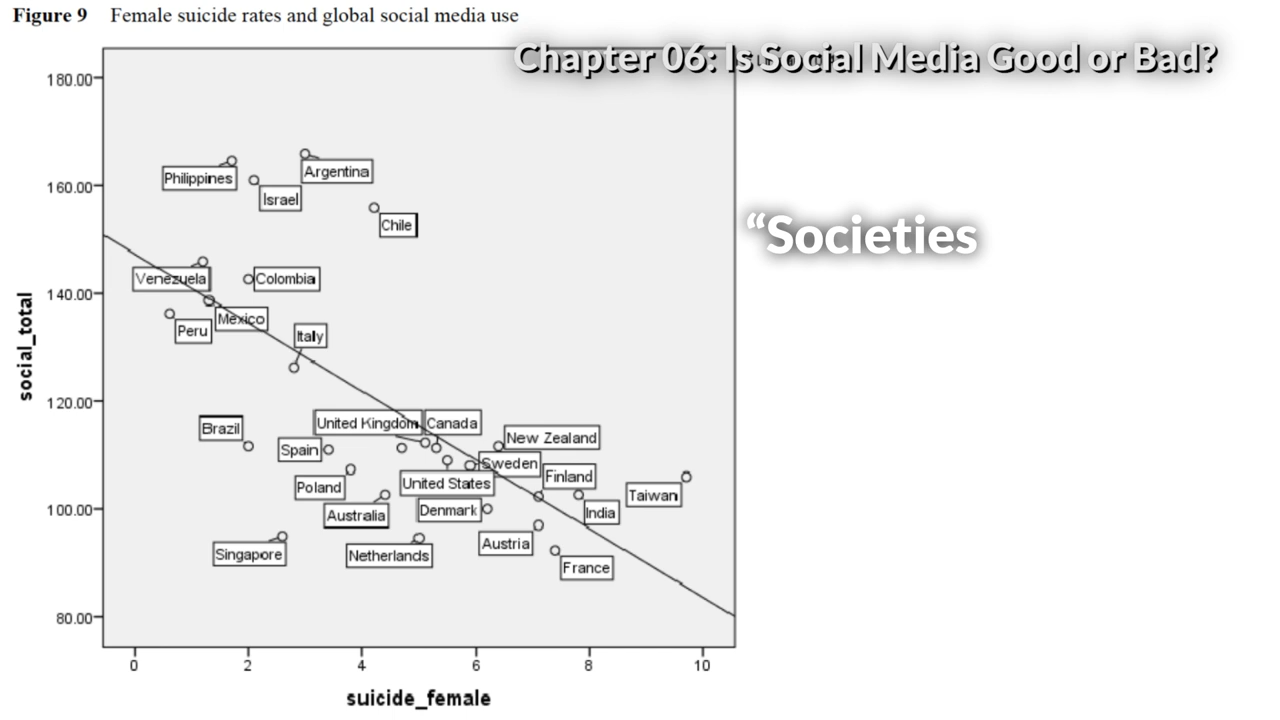 Figure 9 Female suicide rates and global social media use
Chapter 06: Is Social Media Good or Bad?
180.00
Argentina
Philippines
160.00
Israel
Chile
“Societies
Venezuela
Colombia
140.00
Mexico
Peru
Italy
social_total
120.00
United Kingdom
Canada
Brazil
New Zealand
Spain
Sweden
Finland
United States
Poland
Taiwan
100.00
Denmark
India
Australia
Austria
Singapore
Netherlands
France
80.00
0 2 4 6 8 10
suicide_female